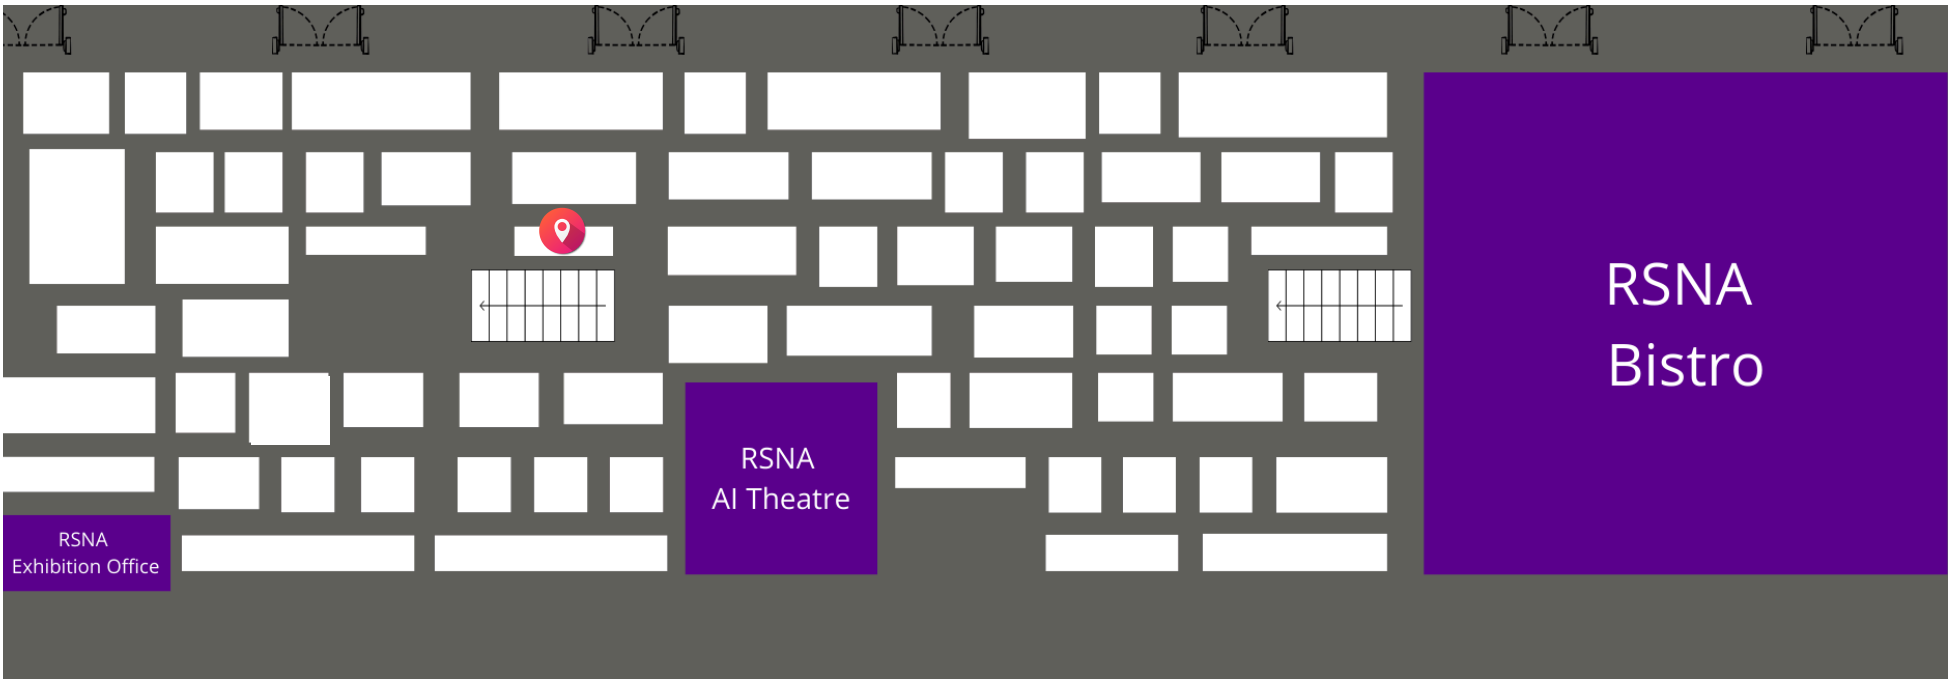 RSNA
Bistro
RSNA
AI Theatre
RSNA
Exhibition Office